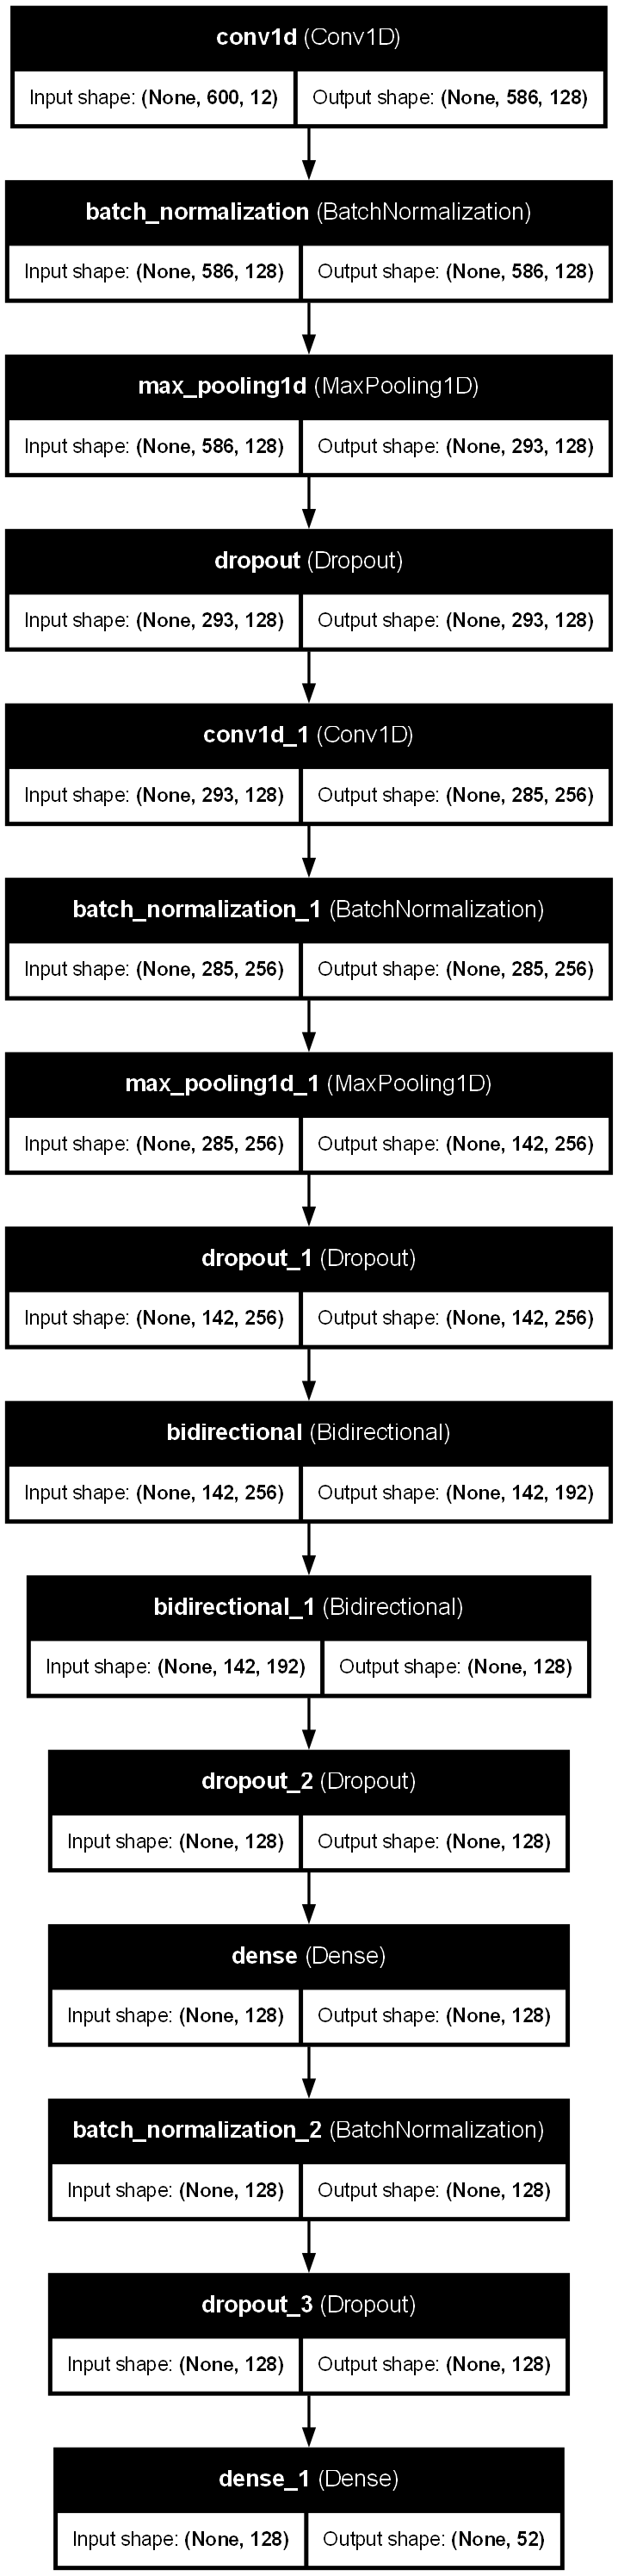 conv1d (Conv1D)
Input shape: (None, 600, 12) Output shape: (None, 586, 128)
batch_normalization (BatchNormalization)
Input shape: (None, 586, 128) Output shape: (None, 586, 128)
max_pooling1d (MaxPooling1D)
Input shape: (None, 586, 128) Output shape: (None, 293, 128)
dropout (Dropout)
Input shape: (None, 293, 128) Output shape: (None, 293, 128)
conv1d_1 (Conv1D)
Input shape: (None, 293, 128) Output shape: (None, 285, 256)
batch_normalization_1 (BatchNormalization)
Input shape: (None, 285, 256) Output shape: (None, 285, 256)
max_pooling1d_1 (MaxPooling1D)
Input shape: (None, 285, 256) Output shape: (None, 142, 256)
dropout_1 (Dropout)
Input shape: (None, 142, 256) Output shape: (None, 142, 256)
bidirectional (Bidirectional)
Input shape: (None, 142, 256) Output shape: (None, 142, 192)
bidirectional_1 (Bidirectional)
Input shape: (None, 142, 192) Output shape: (None, 128)
dropout_2 (Dropout)
Input shape: (None, 128) Output shape: (None, 128)
dense (Dense)
Input shape: (None, 128) Output shape: (None, 128)
batch_normalization_2 (BatchNormalization)
Input shape: (None, 128) Output shape: (None, 128)
dropout_3 (Dropout)
Input shape: (None, 128) Output shape: (None, 128)
dense_1 (Dense)
Input shape: (None, 128) Output shape: (None, 52)